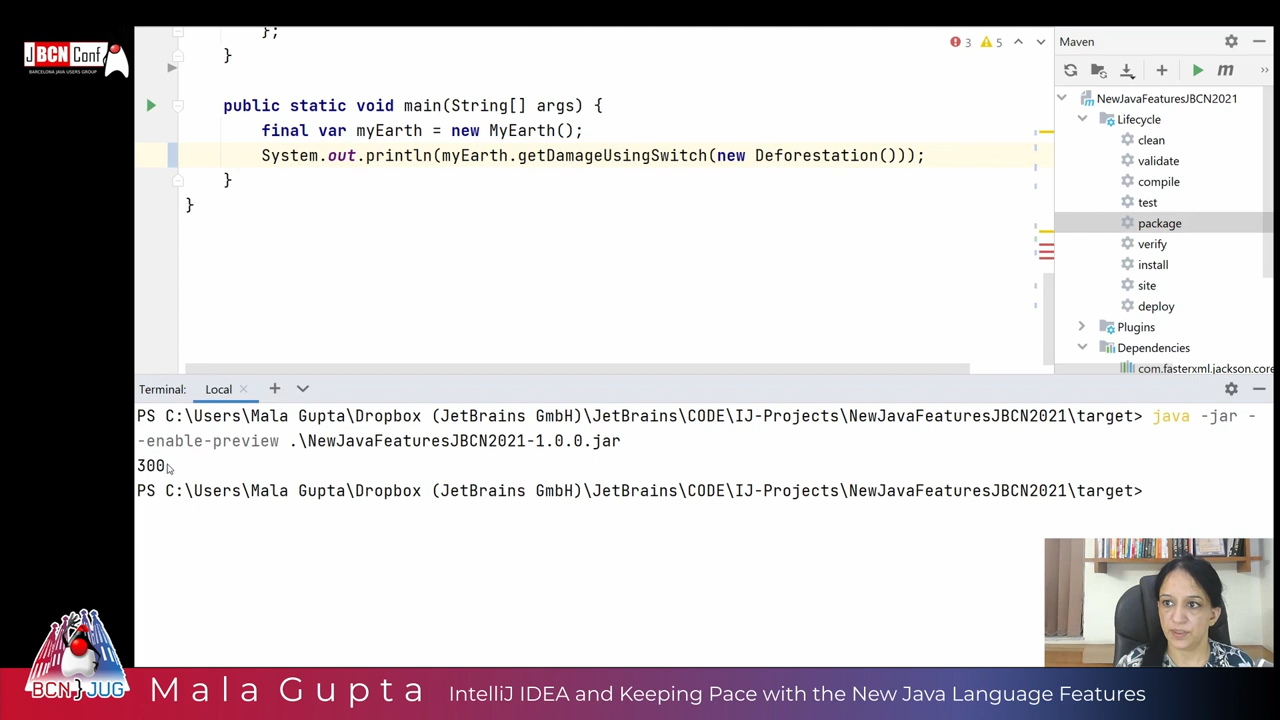 JBCNConf
BARCELONA JAVA USERS GROUP
};
}
public static void main(String[] args) {
final var myEarth = new MyEarth();
System.out.println(myEarth.getDamageUsingSwitch(new Deforestation()));
}
}
3 5
Maven
m
NewJavaFeaturesJBCN2021
Lifecycle
clean
validate
compile
test
package
verify
install
site
deploy
Plugins
Dependencies
com.fasterxml.jackson.core
Terminal: Local
PS C:\Users\Mala Gupta\Dropbox (JetBrains GmbH)\JetBrains\CODE\IJ-Projects\NewJavaFeaturesJBCN2021\target> java -jar -
-enable-preview .\NewJavaFeaturesJBCN2021-1.0.0.jar
300
PS C:\Users\Mala Gupta\Dropbox (JetBrains GmbH)\JetBrains\CODE\IJ-Projects\NewJavaFeaturesJBCN2021\target>
BCN}JUG
Mala Gupta
IntelliJ IDEA and Keeping Pace with the New Java Language Features